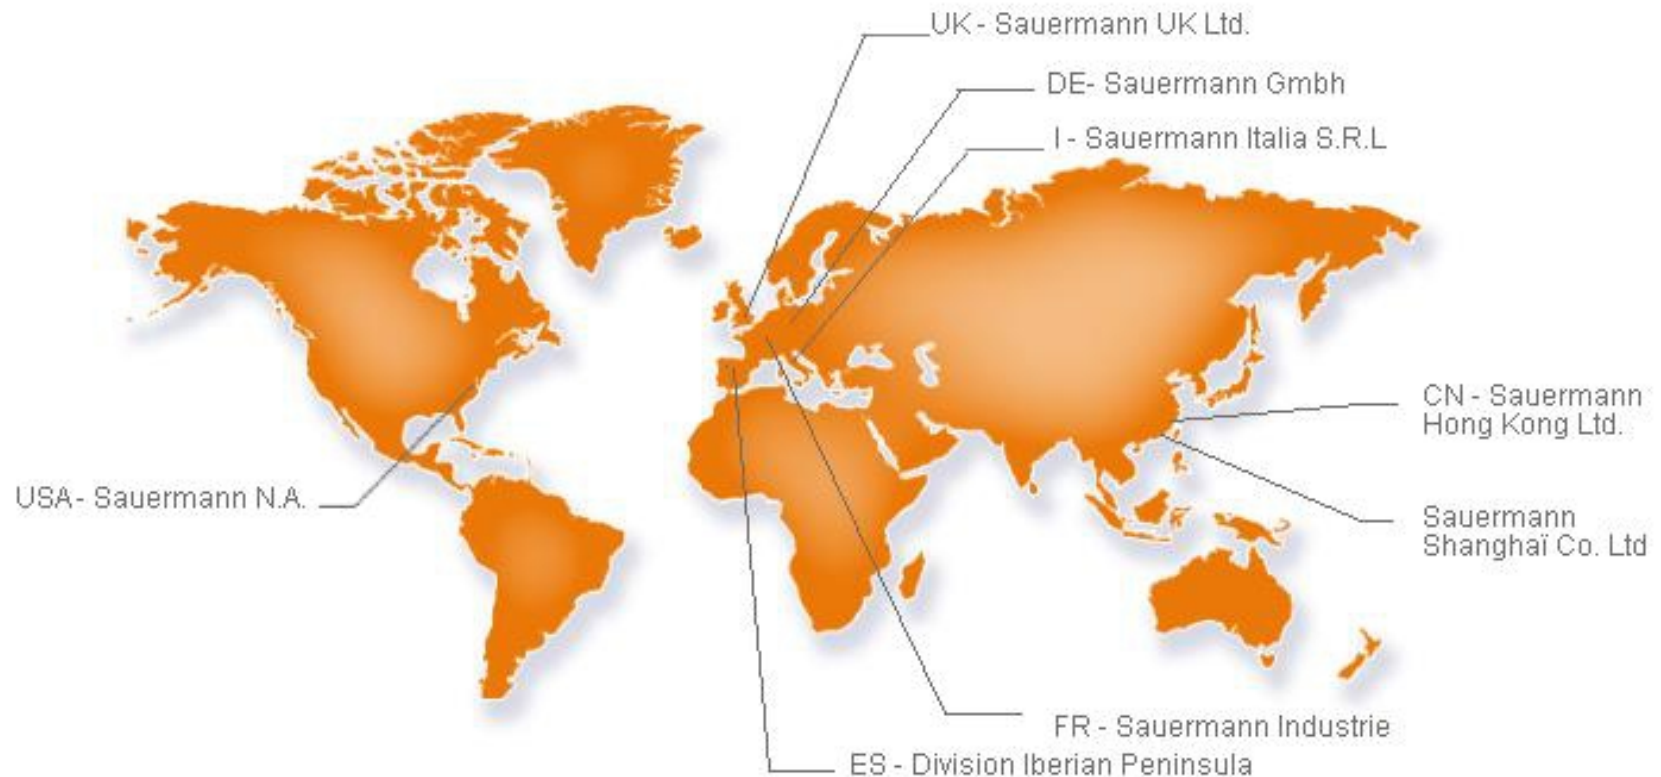 UK - Sauermann UK Ltd.
DE- Sauermann Gmbh
I - Sauermann Italia S.R.L
CN - Sauermann
Hong Kong Ltd.
USA - Sauermann N.A.
Sauermann
Shanghaï Co. Ltd
FR - Sauermann Industrie
ES - Division Iberian Peninsula